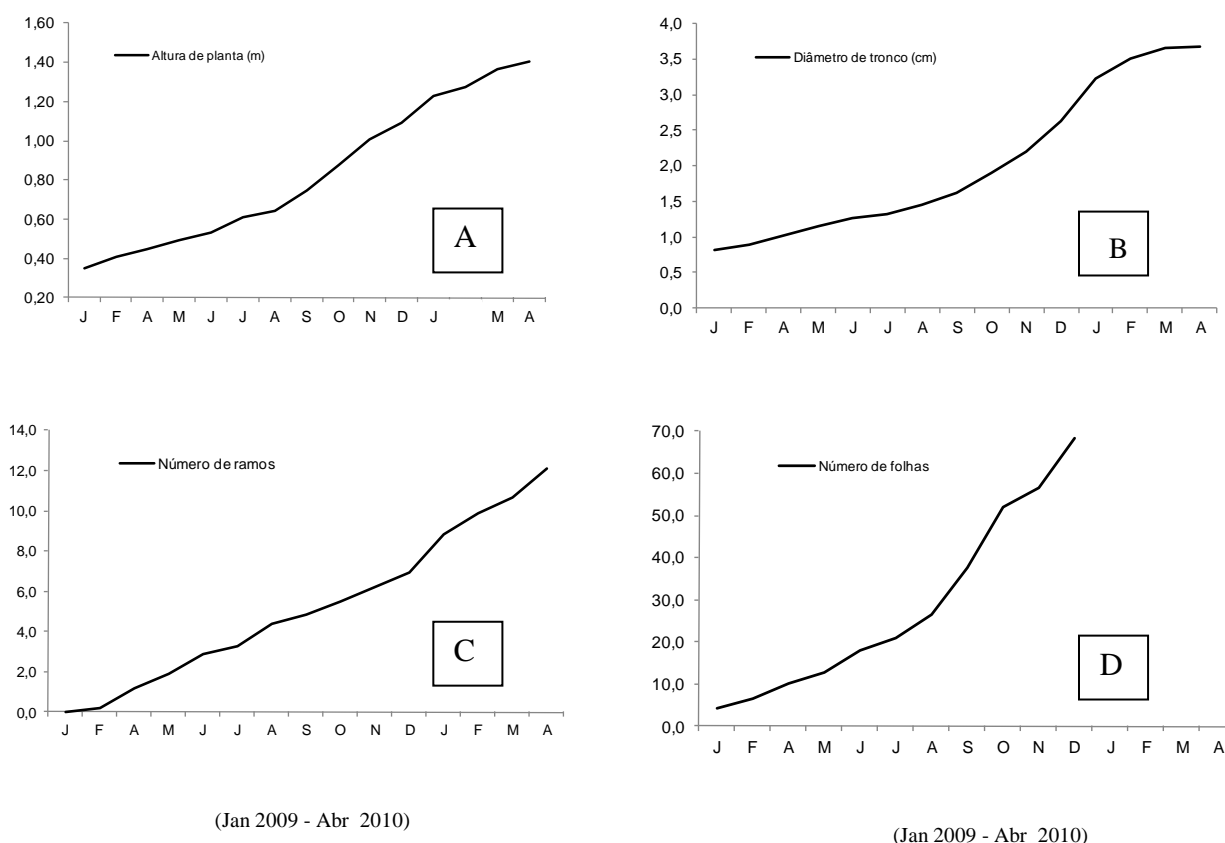 1,60
1,40
1,20
1,00
0,80
0,60
0,40
0,20
Altura de planta (m)
A
J F A M J J A S O N D J M A
4,0
3,5
3,0
2,5
2,0
1,5
1,0
0,5
0,0
Diâmetro de tronco (cm)
B
J F A M J J A S O N D J F M A
14,0
12,0
10,0
8,0
6,0
4,0
2,0
0,0
Número de ramos
C
J F A M J J A S O N D J F M A
(Jan 2009 - Abr 2010)
70,0
60,0
50,0
40,0
30,0
20,0
10,0
0,0
Número de folhas
D
J F A M J J A S O N D J F M A
(Jan 2009 - Abr 2010)